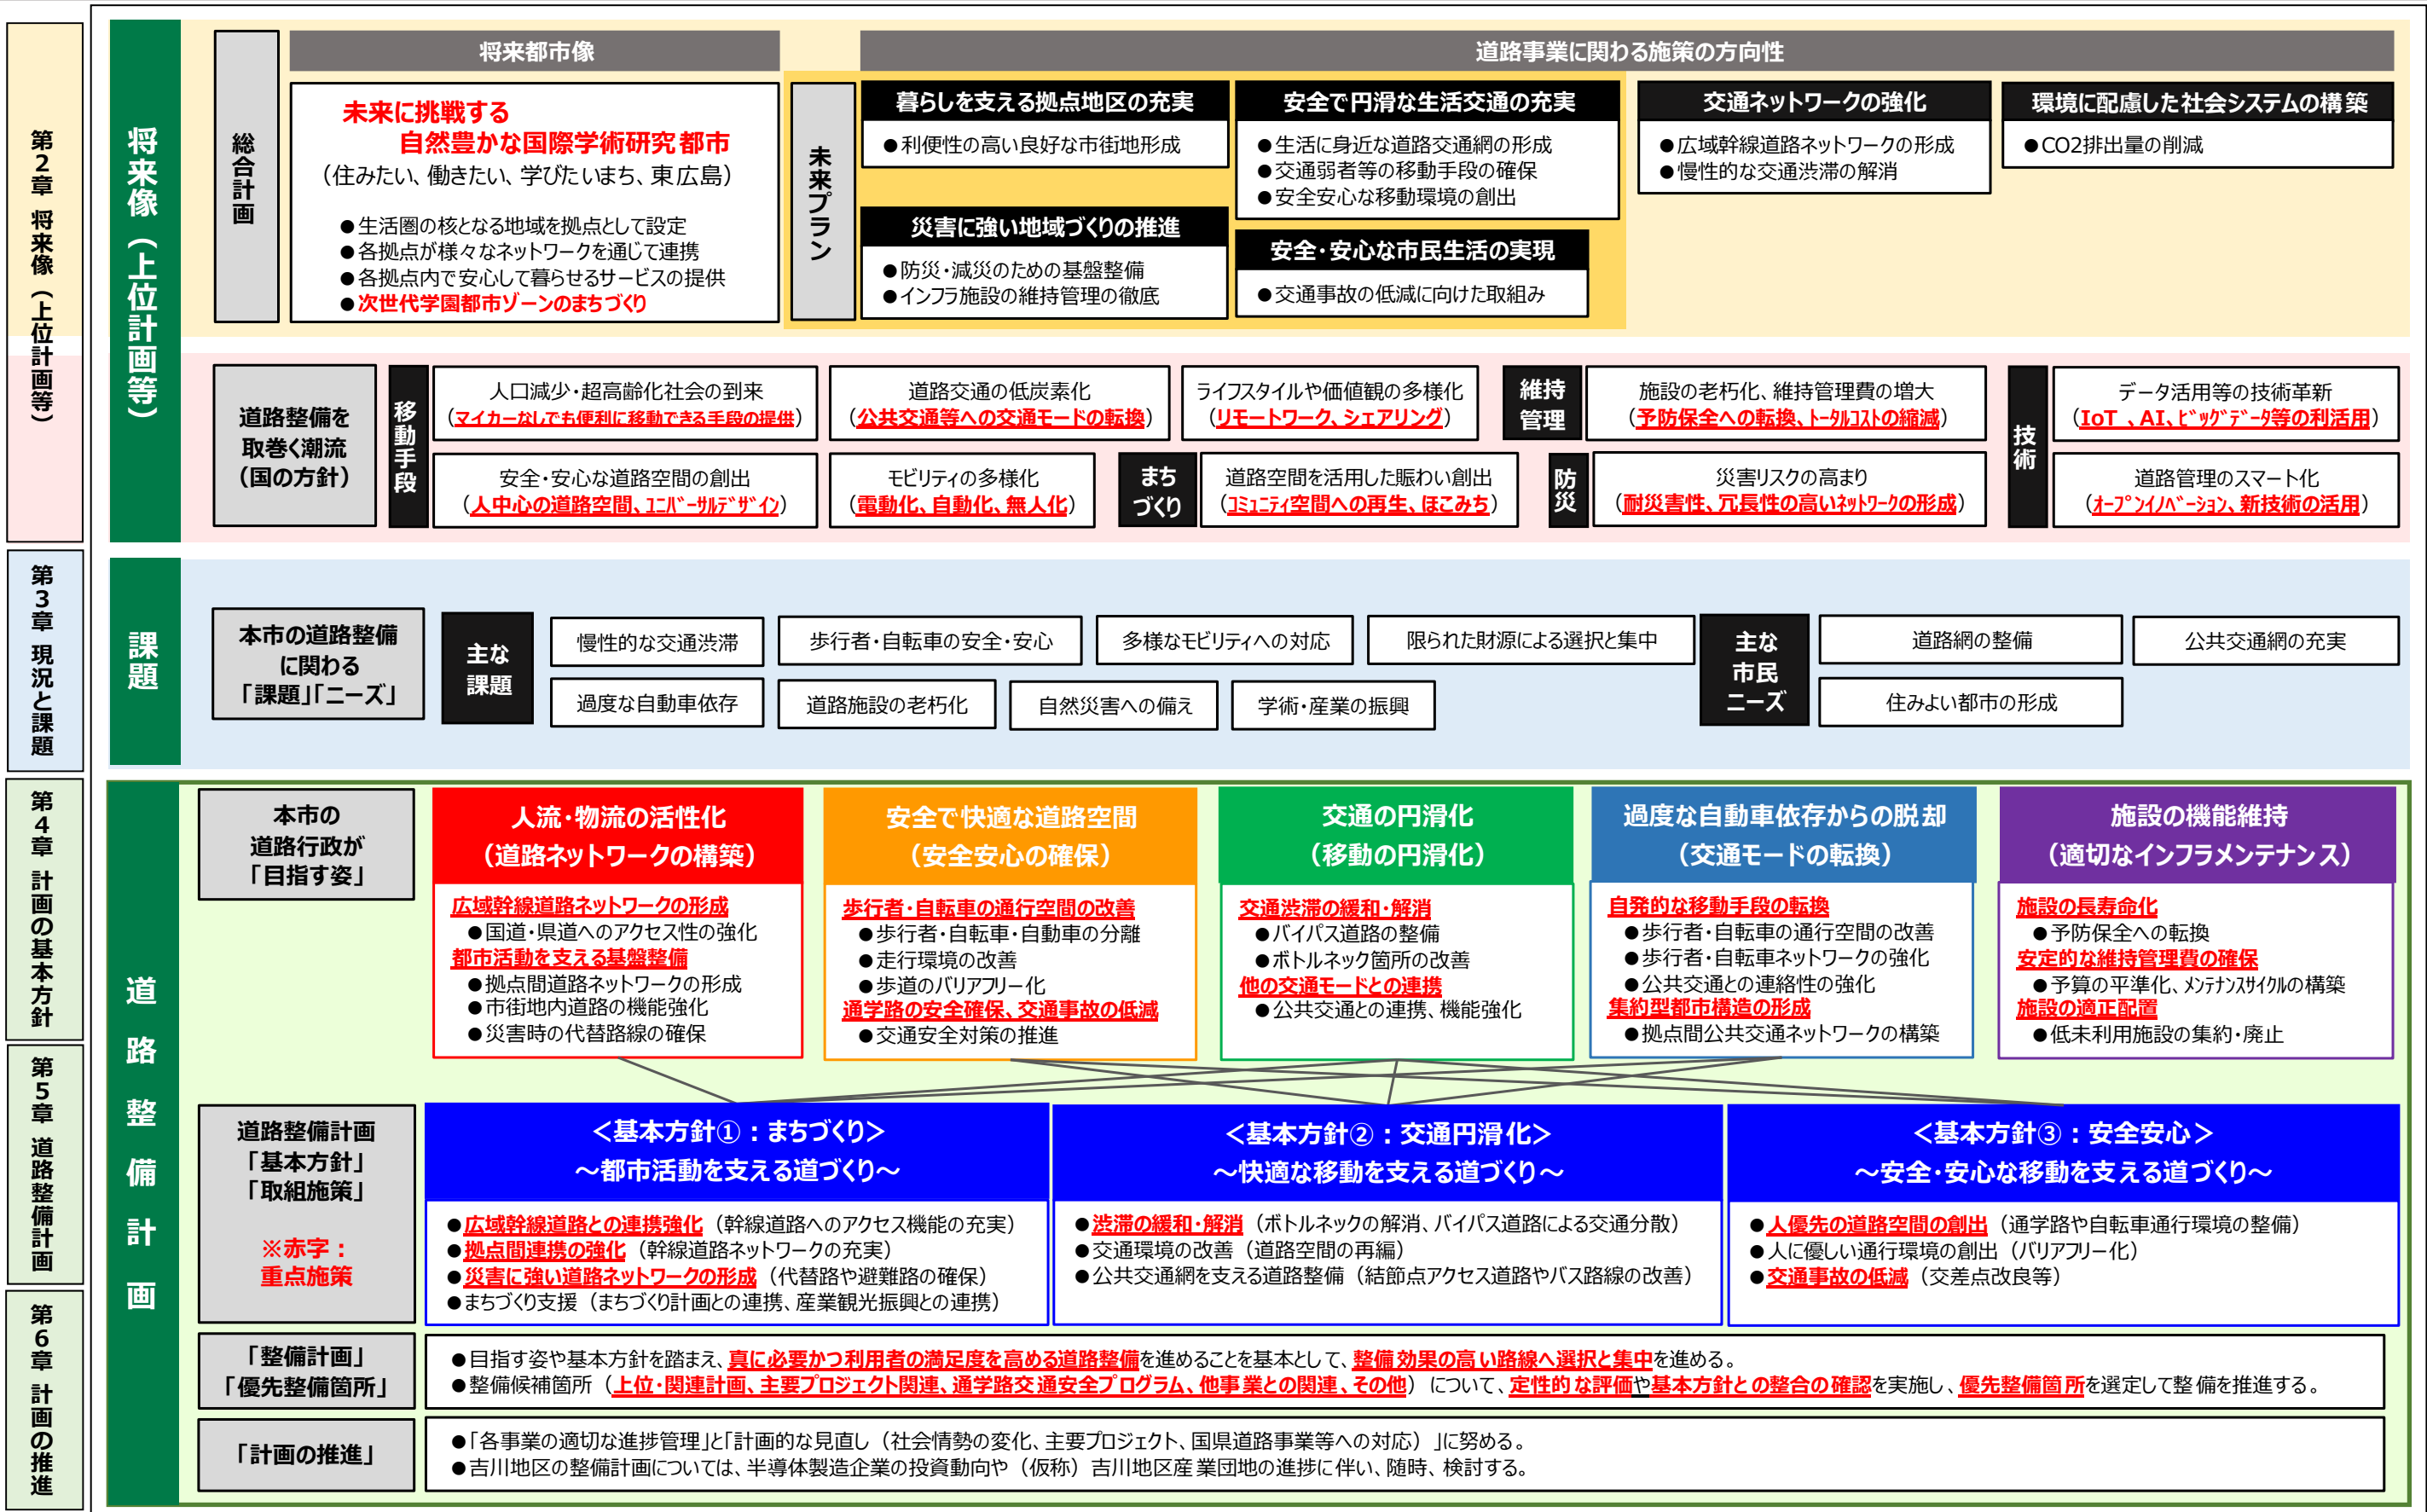 第2章 将来像（上位計画等）
将来像（上位計画等）
総合計画
将来都市像
未来に挑戦する
自然豊かな国際学術研究都市
（住みたい、働きたい、学びたいまち、東広島）
●生活圏の核となる地域を拠点として設定
●各拠点が様々なネットワークを通じて連携
●各拠点内で安心して暮らせるサービスの提供
●次世代学園都市ゾーンのまちづくり
道路事業に関わる施策の方向性
未来プラン
暮らしを支える拠点地区の充実
●利便性の高い良好な市街地形成
災害に強い地域づくりの推進
●防災・減災のための基盤整備
●インフラ施設の維持管理の徹底
安全で円滑な生活交通の充実
●生活に身近な道路交通網の形成
●交通弱者等の移動手段の確保
●安全安心な移動環境の創出
安全・安心な市民生活の実現
●交通事故の低減に向けた取組み
交通ネットワークの強化
●広域幹線道路ネットワークの形成
●慢性的な交通渋滞の解消
環境に配慮した社会システムの構築
●CO2排出量の削減
道路整備を
取巻く潮流
（国の方針）
移動手段
人口減少・超高齢化社会の到来
（マイカーなしでも便利に移動できる手段の提供）
道路交通の低炭素化
（公共交通等への交通モードの転換）
ライフスタイルや価値観の多様化
（リモートワーク、シェアリング）
安全・安心な道路空間の創出
（人中心の道路空間、ﾕﾆﾊﾞｰｻﾙﾃﾞｻﾞｲﾝ）
モビリティの多様化
（電動化、自動化、無人化）
まち
づくり
道路空間を活用した賑わい創出
（ｺﾐｭﾆﾃｨ空間への再生、ほこみち）
維持
管理
施設の老朽化、維持管理費の増大
（予防保全への転換、ﾄｰﾀﾙｺｽﾄの縮減）
防災
災害リスクの高まり
（耐災害性、冗長性の高いﾈｯﾄﾜｰｸの形成）
技術
データ活用等の技術革新
（IoT 、AI、ﾋﾞｯｸﾞﾃﾞｰﾀ等の利活用）
道路管理のスマート化
（ｵｰﾌﾟﾝｲﾉﾍﾞｰｼｮﾝ、新技術の活用）
第3章 現況と課題
課題
本市の道路整備
に関わる
「課題」「ニーズ」
主な
課題
慢性的な交通渋滞
歩行者・自転車の安全・安心
多様なモビリティへの対応
限られた財源による選択と集中
過度な自動車依存
道路施設の老朽化
自然災害への備え
学術・産業の振興
主な
市民
ニーズ
道路網の整備
公共交通網の充実
住みよい都市の形成
第4章 計画の基本方針
第5章 道路整備計画
第6章 計画の推進
道路整備計画
本市の
道路行政が
「目指す姿」
人流・物流の活性化
（道路ネットワークの構築）
広域幹線道路ネットワークの形成
●国道・県道へのアクセス性の強化
都市活動を支える基盤整備
●拠点間道路ネットワークの形成
●市街地内道路の機能強化
●災害時の代替路線の確保
安全で快適な道路空間
（安全安心の確保）
歩行者・自転車の通行空間の改善
●歩行者・自転車・自動車の分離
●走行環境の改善
●歩道のバリアフリー化
通学路の安全確保、交通事故の低減
●交通安全対策の推進
交通の円滑化
（移動の円滑化）
交通渋滞の緩和・解消
●バイパス道路の整備
●ボトルネック箇所の改善
他の交通モードとの連携
●公共交通との連携、機能強化
過度な自動車依存からの脱却
（交通モードの転換）
自発的な移動手段の転換
●歩行者・自転車の通行空間の改善
●歩行者・自転車ネットワークの強化
●公共交通との連絡性の強化
集約型都市構造の形成
●拠点間公共交通ネットワークの構築
施設の機能維持
（適切なインフラメンテナンス）
施設の長寿命化
●予防保全への転換
安定的な維持管理費の確保
●予算の平準化、ﾒﾝﾃﾅﾝｽｻｲｸﾙの構築
施設の適正配置
●低未利用施設の集約・廃止
道路整備計画
「基本方針」
「取組施策」
※赤字：
重点施策
＜基本方針①：まちづくり＞
～都市活動を支える道づくり～
●広域幹線道路との連携強化（幹線道路へのアクセス機能の充実）
●拠点間連携の強化（幹線道路ネットワークの充実）
●災害に強い道路ネットワークの形成（代替路や避難路の確保）
●まちづくり支援（まちづくり計画との連携、産業観光振興との連携）
＜基本方針②：交通円滑化＞
～快適な移動を支える道づくり～
●渋滞の緩和・解消（ボトルネックの解消、バイパス道路による交通分散）
●交通環境の改善（道路空間の再編）
●公共交通網を支える道路整備（結節点アクセス道路やバス路線の改善）
＜基本方針③：安全安心＞
～安全・安心な移動を支える道づくり～
●人優先の道路空間の創出（通学路や自転車通行環境の整備）
●人に優しい通行環境の創出（バリアフリー化）
●交通事故の低減（交差点改良等）
「整備計画」
「優先整備箇所」
●目指す姿や基本方針を踏まえ、真に必要かつ利用者の満足度を高める道路整備を進めることを基本として、整備効果の高い路線へ選択と集中を進める。
●整備候補箇所（上位・関連計画、主要プロジェクト関連、通学路交通安全プログラム、他事業との関連、その他）について、定性的な評価や基本方針との整合の確認を実施し、優先整備箇所を選定して整備を推進する。
「計画の推進」
●「各事業の適切な進捗管理」と「計画的な見直し（社会情勢の変化、主要プロジェクト、国県道路事業等への対応）」に努める。
●吉川地区の整備計画については、半導体製造企業の投資動向や（仮称）吉川地区産業団地の進捗に伴い、随時、検討する。